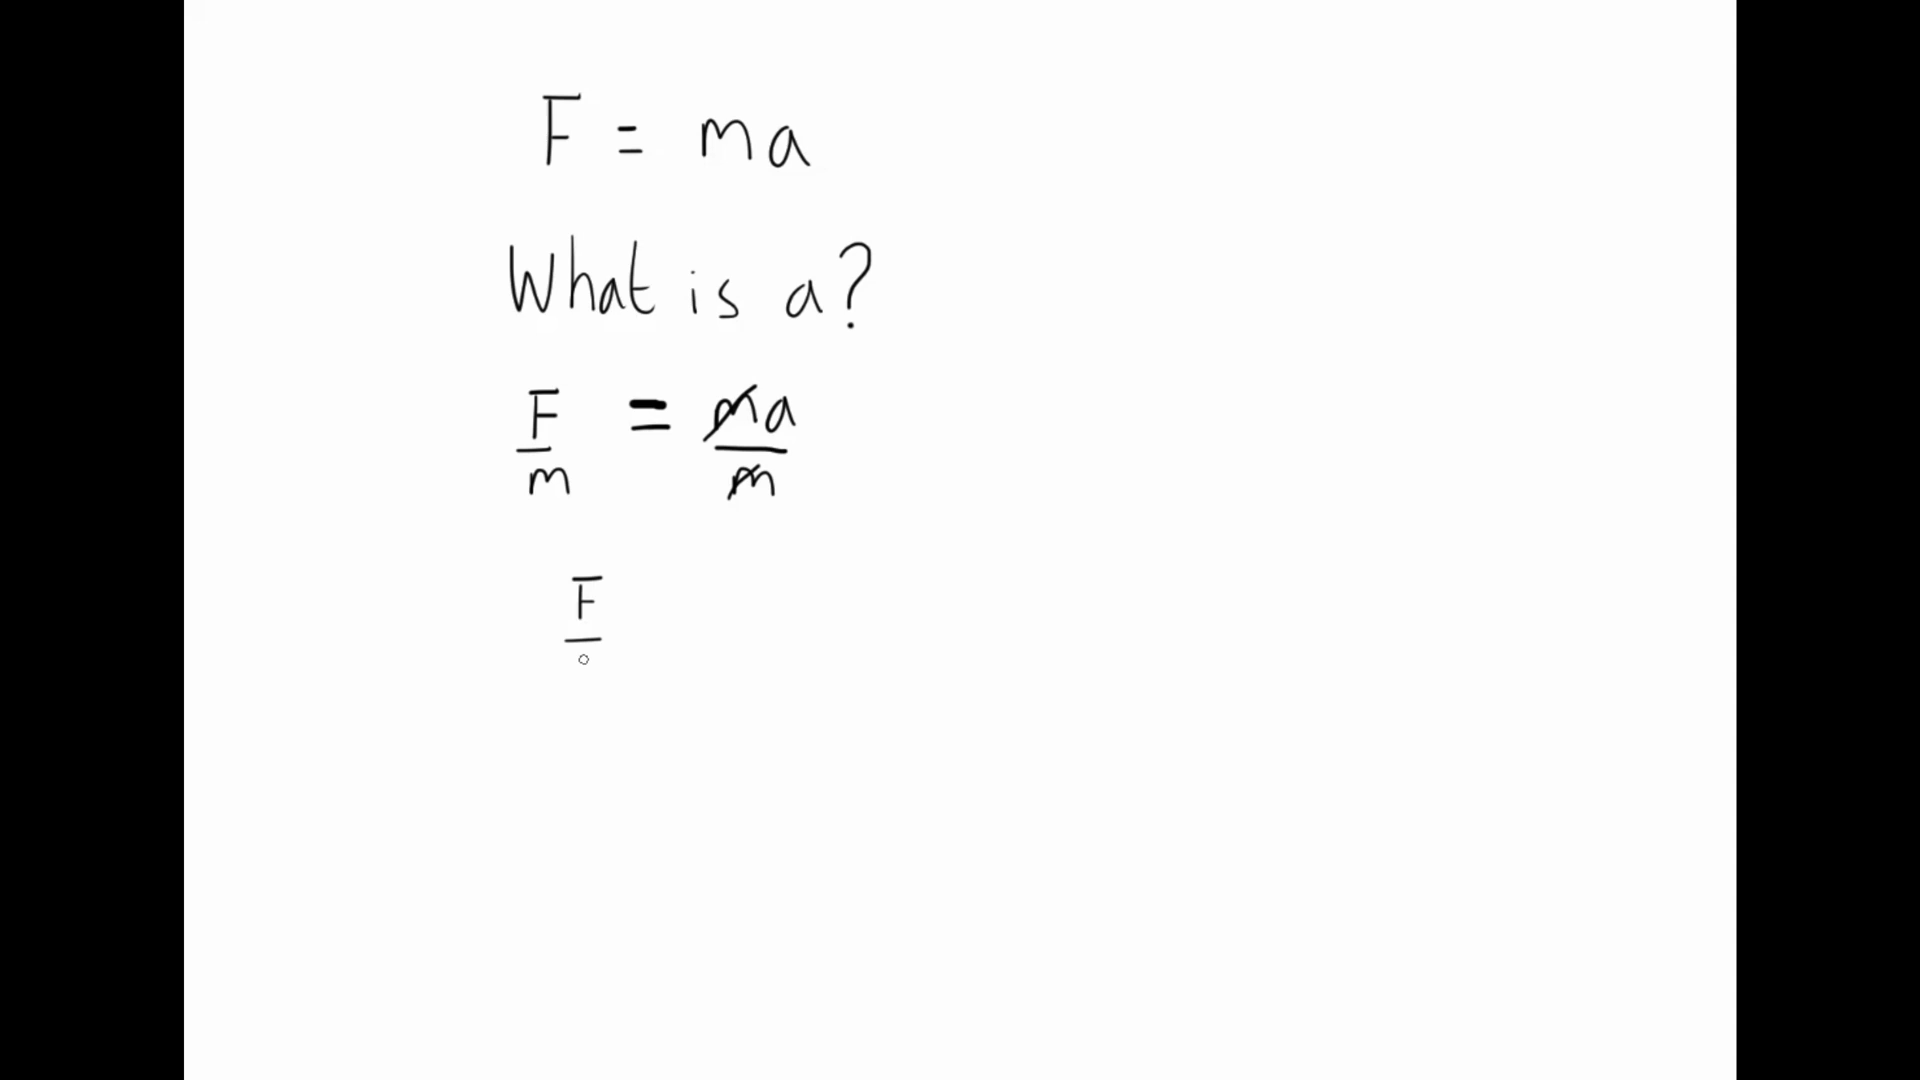 F = ma
What is a?
F/m = ma/m
F/